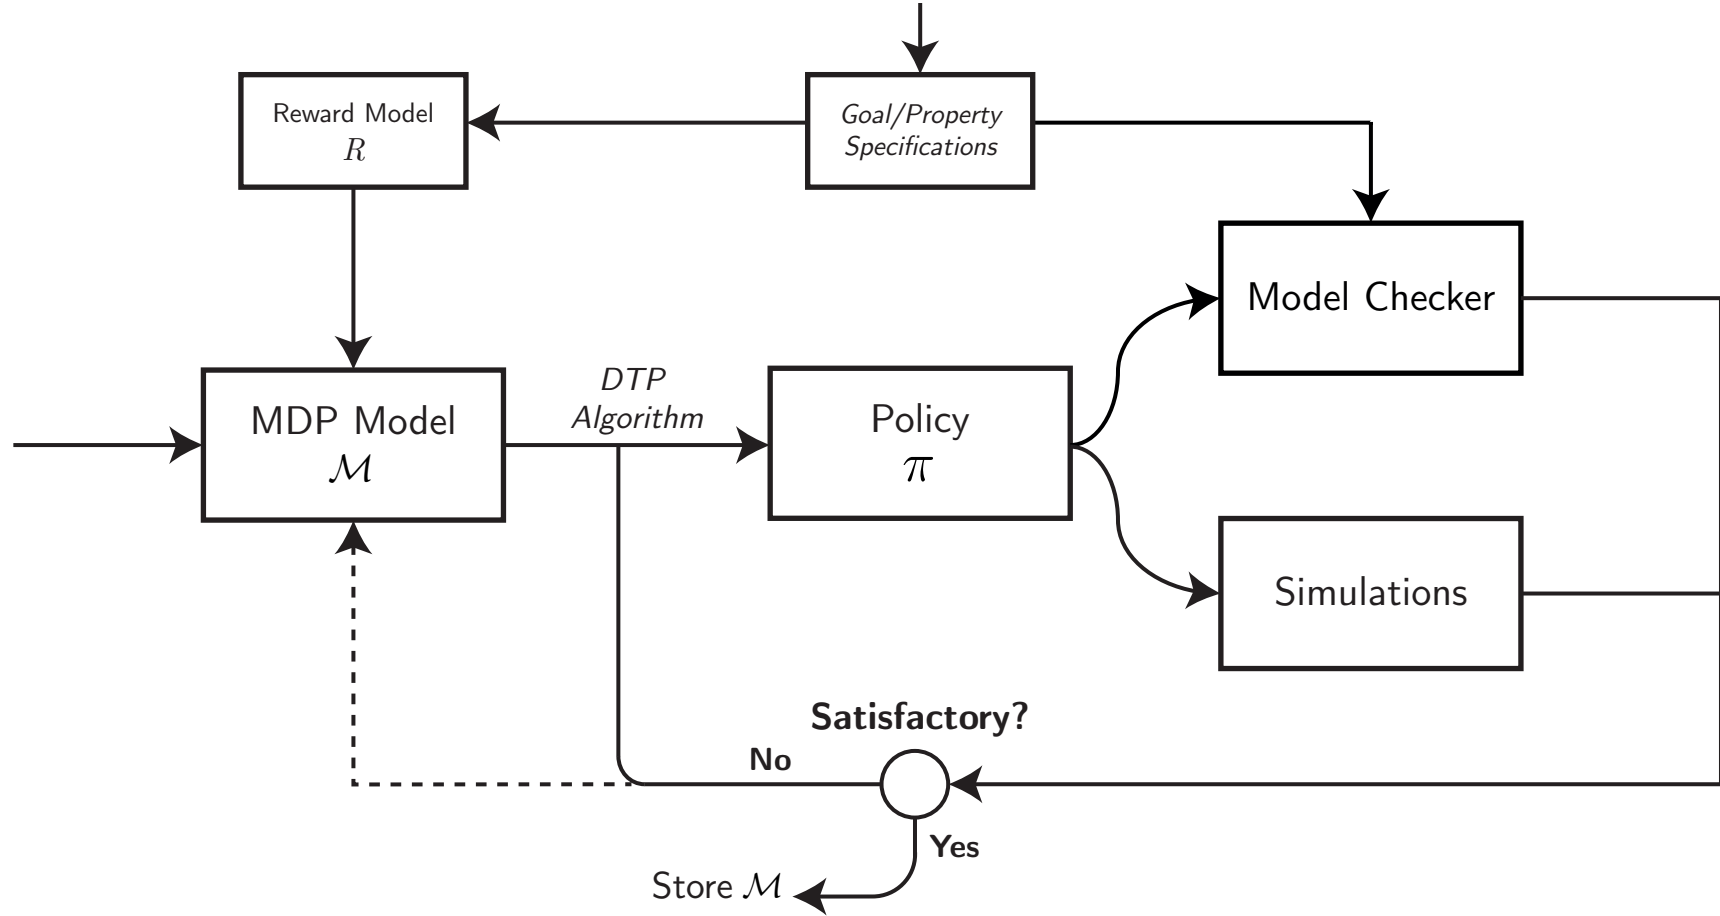 Reward Model
R
Goal/Property
Specifications
Model Checker
DTP
Algorithm
MDP Model
ℳ
Policy
π
Simulations
Satisfactory?
No
Yes
Store ℳ